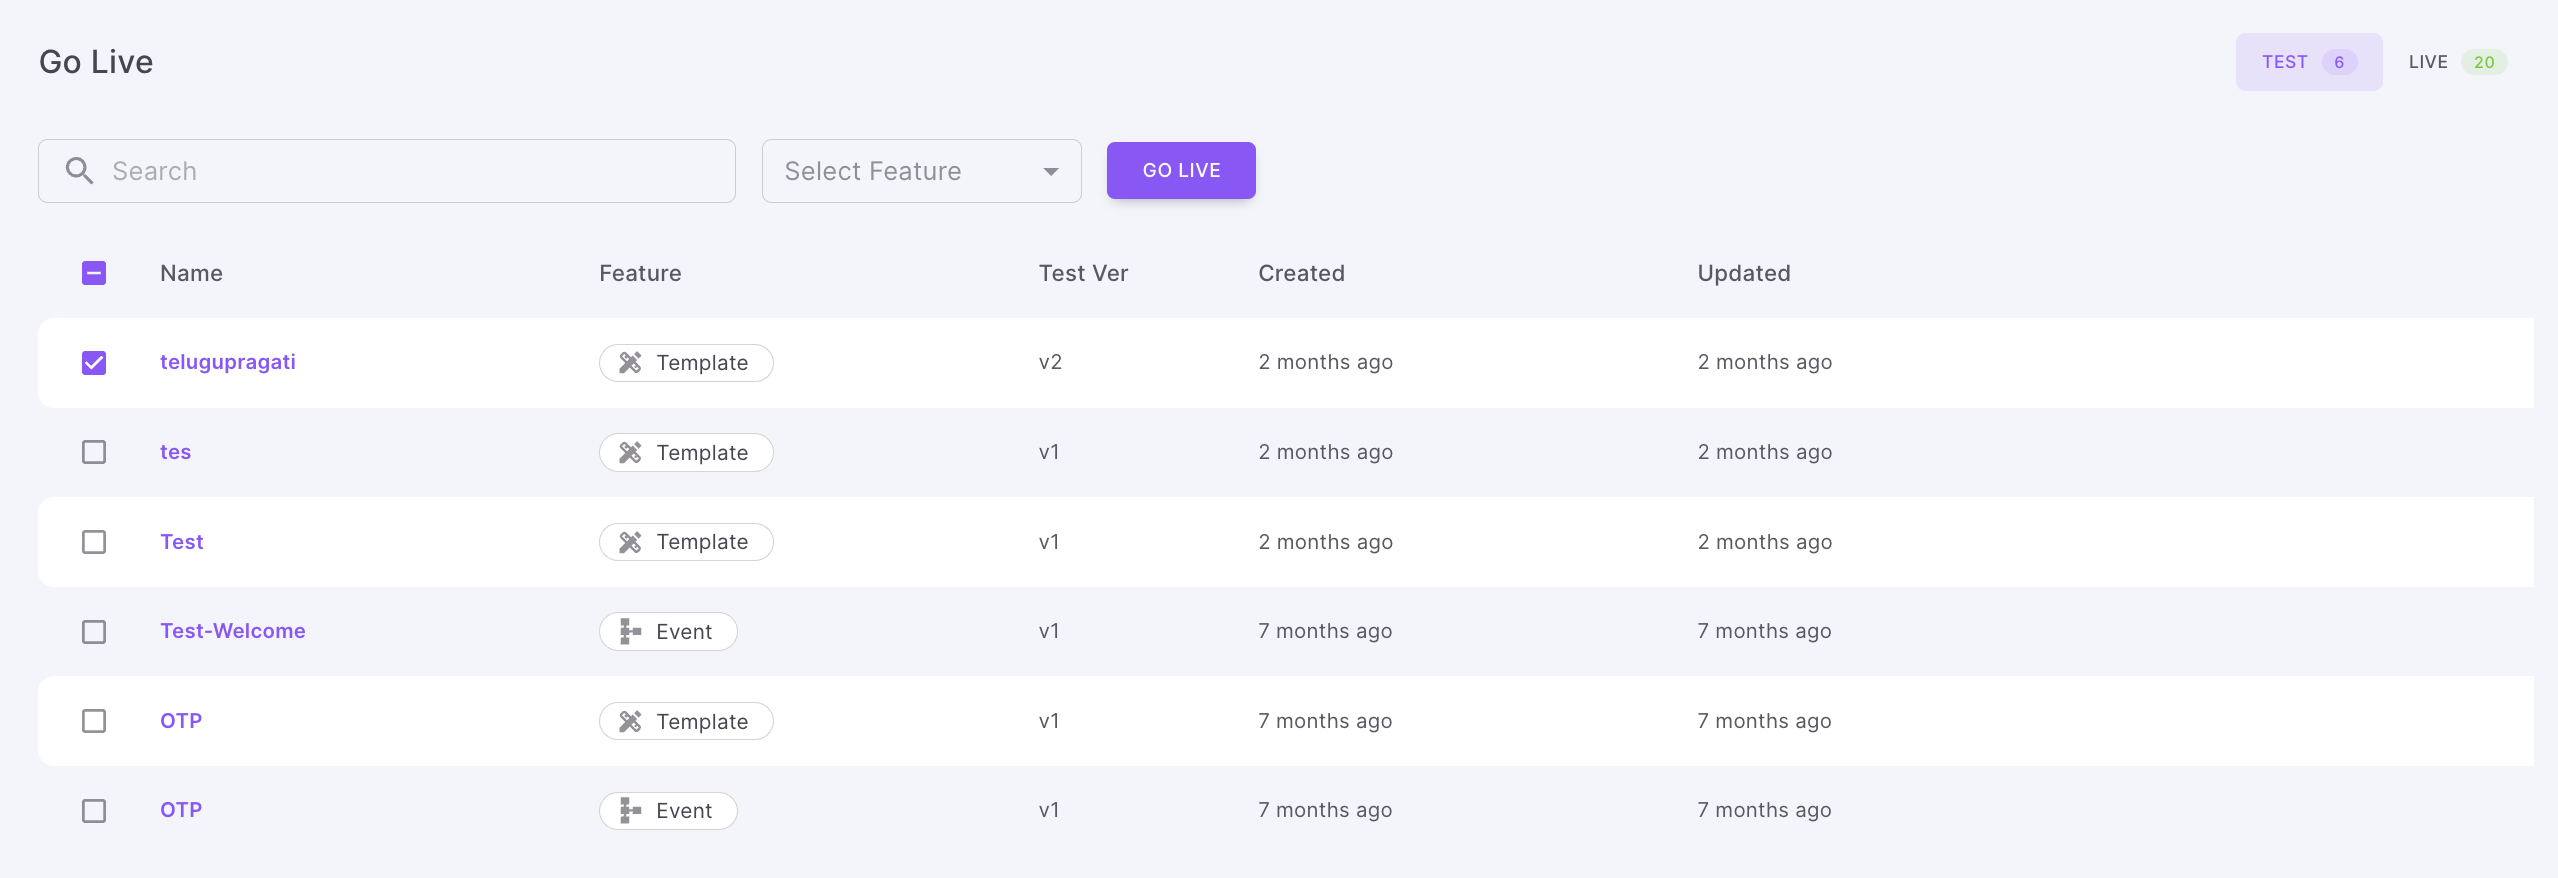 Go Live
TEST 6 LIVE 20
Search Select Feature GO LIVE
Name Feature Test Ver Created Updated
telugupragati Template v2 2 months ago 2 months ago
tes Template v1 2 months ago 2 months ago
Test Template v1 2 months ago 2 months ago
Test-Welcome Event v1 7 months ago 7 months ago
OTP Template v1 7 months ago 7 months ago
OTP Event v1 7 months ago 7 months ago